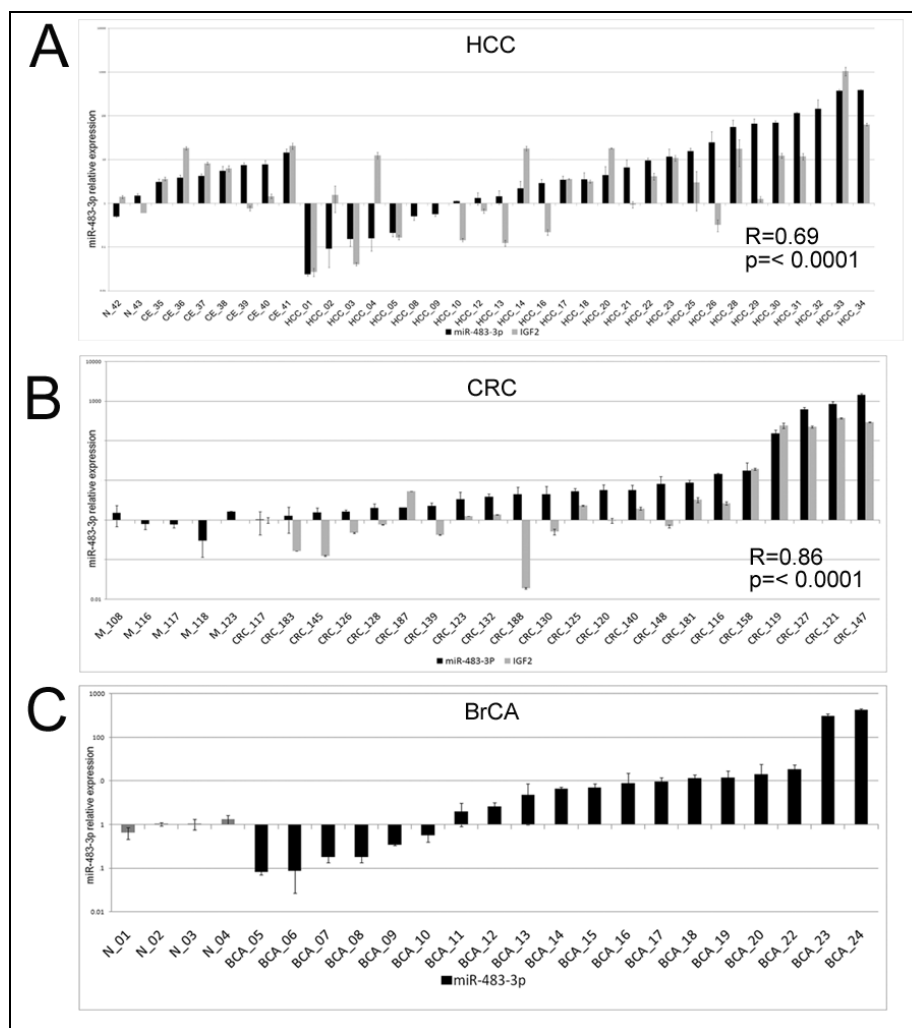 A
HCC
miR-483-3p relative expression
1
R=0.69
p=< 0.0001
N_42 N_43 CE_35 CE_36 CE_37 CE_38 CE_39 CE_40 CE_41 HCC_01 HCC_02 HCC_03 HCC_04 HCC_05 HCC_08 HCC_09 HCC_10 HCC_12 HCC_13 HCC_14 HCC_16 HCC_17 HCC_18 HCC_20 HCC_21 HCC_22 HCC_23 HCC_25 HCC_26 HCC_28 HCC_29 HCC_30 HCC_31 HCC_32 HCC_33 HCC_34
miR-483-3p IGF2
B
CRC
miR-483-3p relative expression
10000
1000
0.01
R=0.86
p=< 0.0001
M_108 M_116 M_117 M_118 M_123 CRC_117 CRC_183 CRC_145 CRC_126 CRC_128 CRC_187 CRC_139 CRC_123 CRC_132 CRC_188 CRC_130 CRC_125 CRC_120 CRC_140 CRC_148 CRC_181 CRC_116 CRC_158 CRC_119 CRC_127 CRC_121 CRC_147
miR-483-3P IGF2
C
BrCA
miR-483-3p relative expression
1000
100
0
1
1
0.01
N_01 N_02 N_03 N_04 BCA_05 BCA_06 BCA_07 BCA_08 BCA_09 BCA_10 BCA_11 BCA_12 BCA_13 BCA_14 BCA_15 BCA_16 BCA_17 BCA_18 BCA_19 BCA_20 BCA_22 BCA_23 BCA_24
miR-483-3p